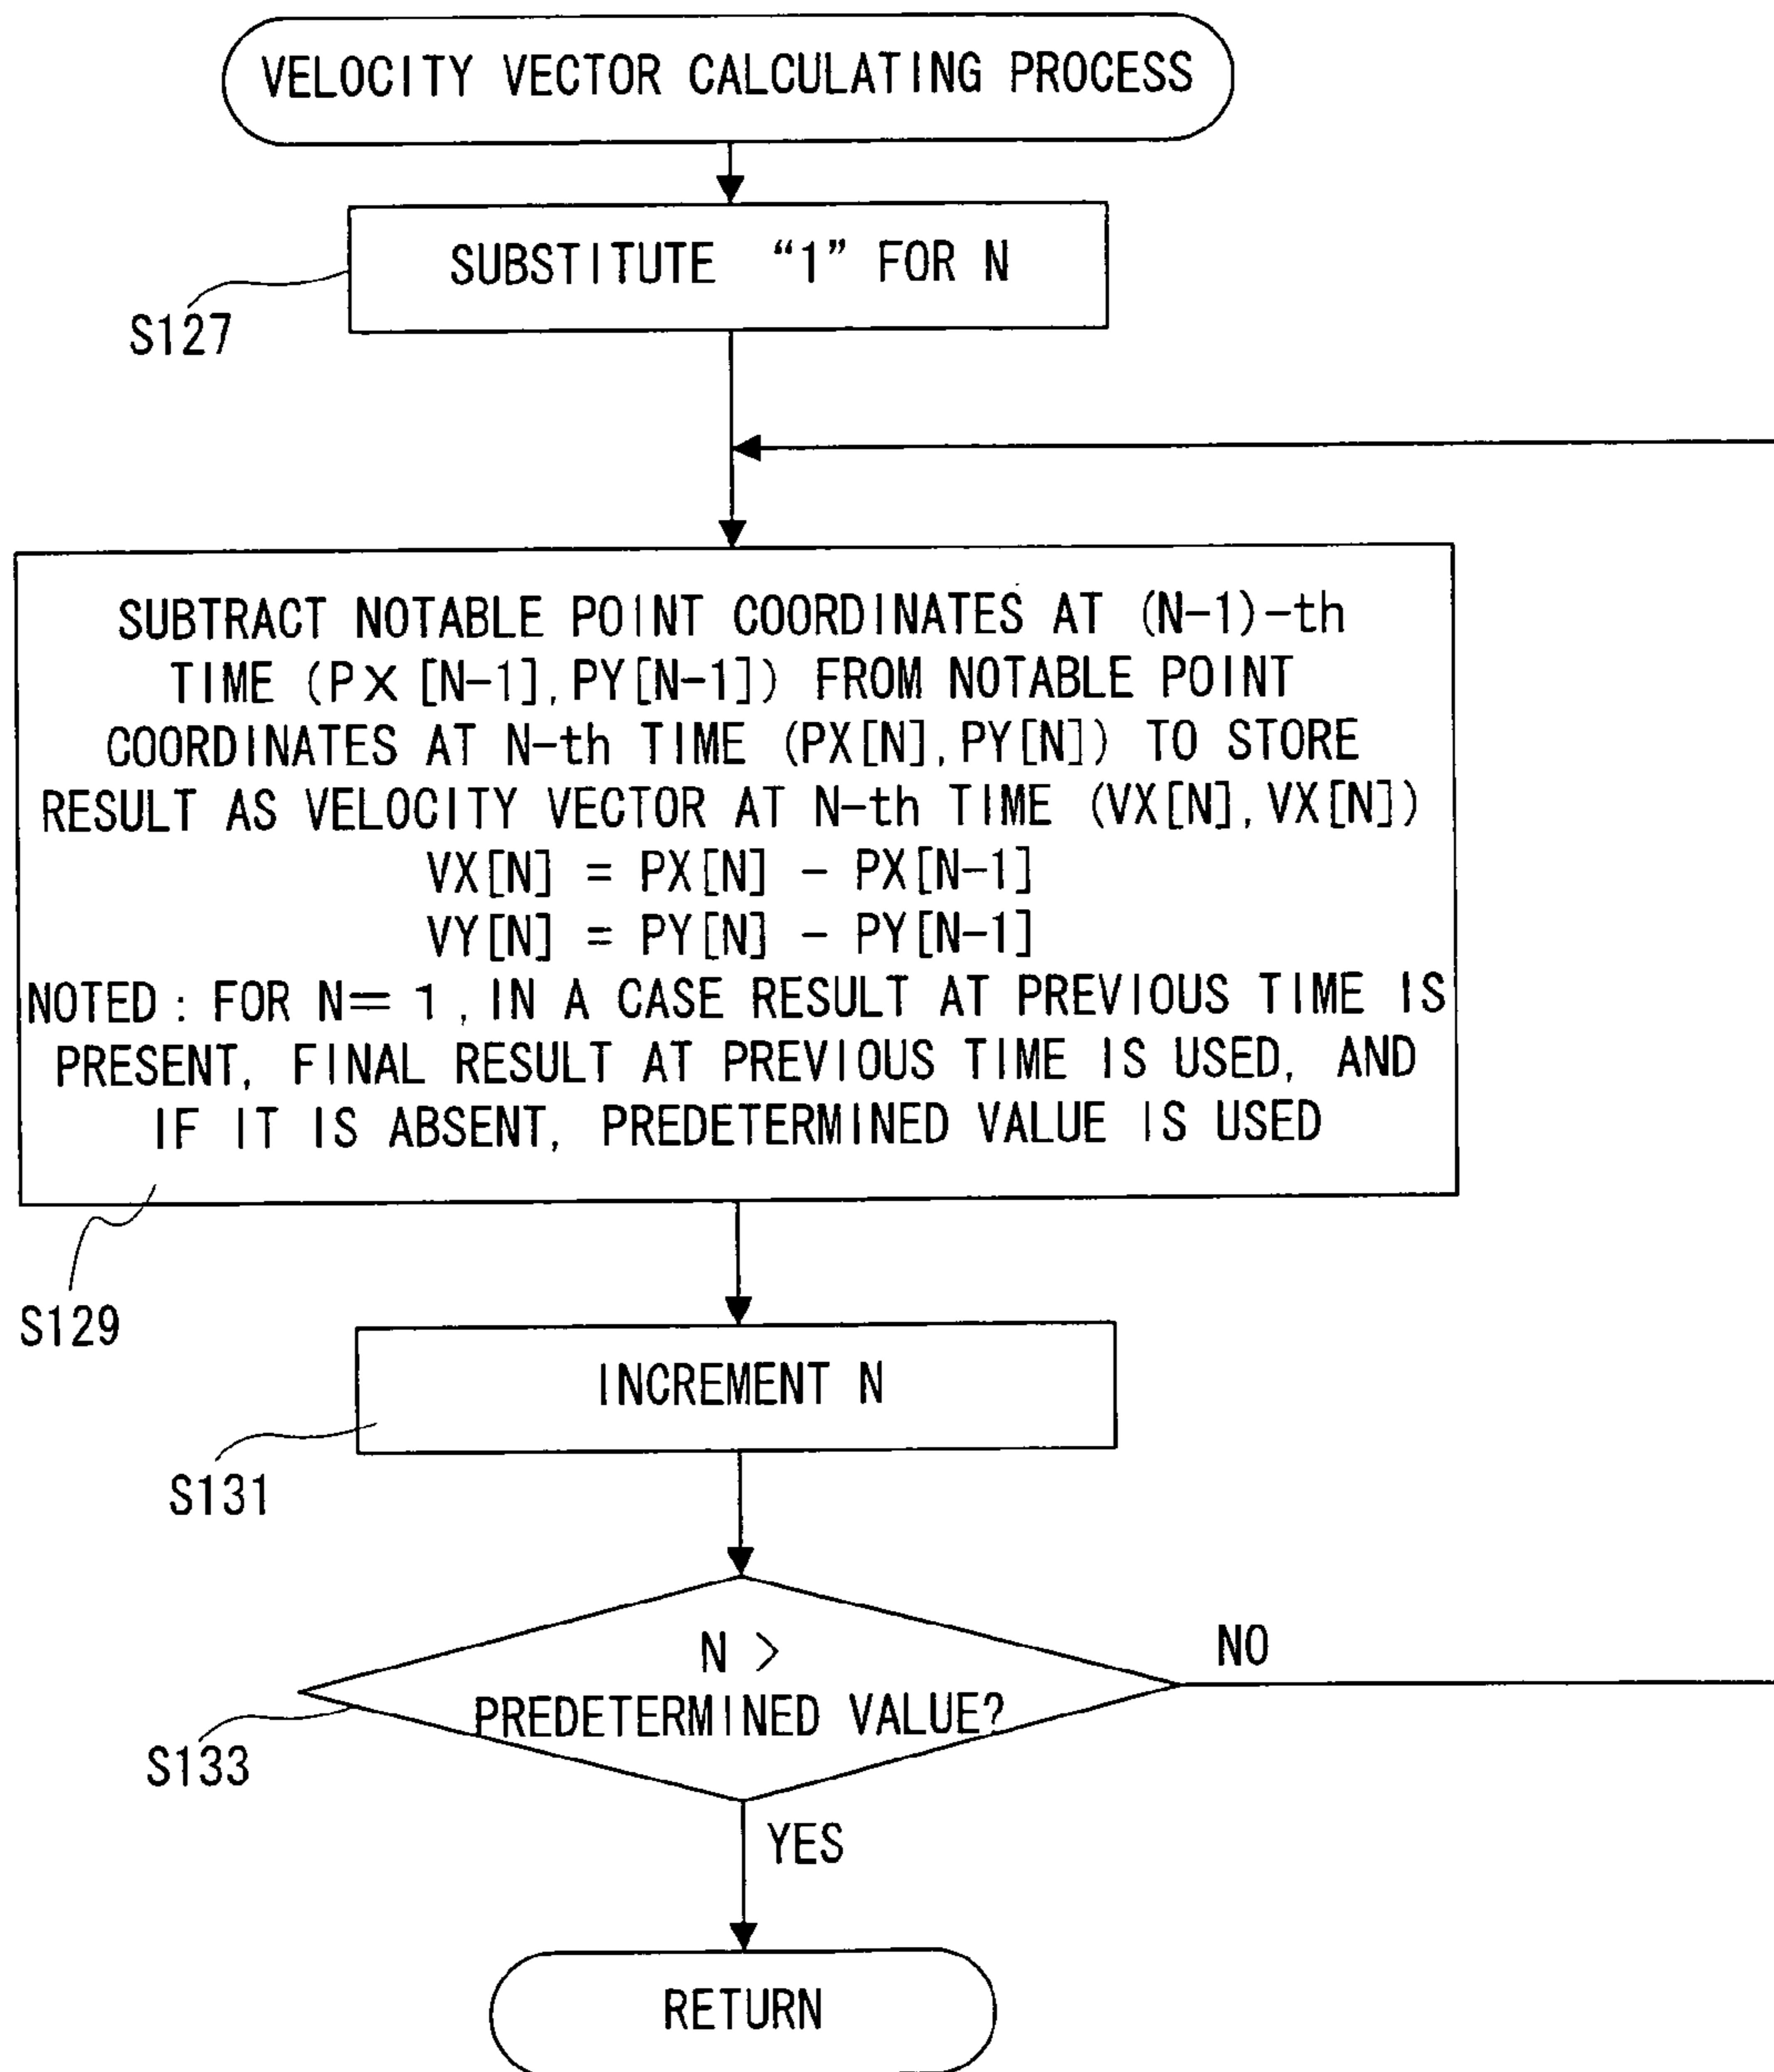 VELOCITY VECTOR CALCULATING PROCESS
SUBSTITUTE “1” FOR N
S127
SUBTRACT NOTABLE POINT COORDINATES AT (N-1)-th
TIME (PX[N-1],PY[N-1]) FROM NOTABLE POINT
COORDINATES AT N-th TIME (PX[N],PY[N]) TO STORE
RESULT AS VELOCITY VECTOR AT N-th TIME (VX[N],VX[N])
VX[N] = PX[N] - PX[N-1]
VY[N] = PY[N] - PY[N-1]
NOTED : FOR N= 1 , IN A CASE RESULT AT PREVIOUS TIME IS
PRESENT, FINAL RESULT AT PREVIOUS TIME IS USED, AND
IF IT IS ABSENT, PREDETERMINED VALUE IS USED
S129
INCREMENT N
S131
N >
PREDETERMINED VALUE?
NO
S133
YES
RETURN